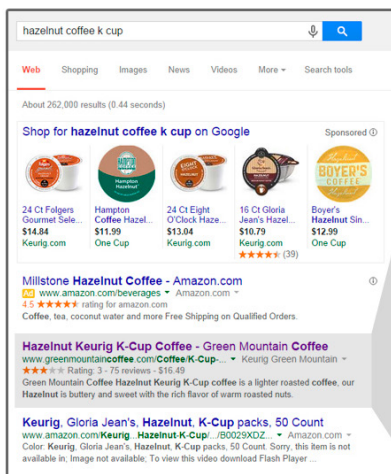 hazelnut coffee k cup
Web Shopping Images News Videos More Search tools
About 262,000 results (0.44 seconds)
Shop for hazelnut coffee k cup on Google Sponsored
24 Ct Folgers Gourmet Sele...
$14.84
Keurig.com
Hampton Coffee Hazel...
$11.99
One Cup
24 Ct Eight O'Clock Haze...
$13.04
Keurig.com
16 Ct Gloria Jean's Hazel...
$10.79
Keurig.com
(39)
Boyer's Hazelnut Sin...
$12.99
One Cup
Hampton Hazelnut
BOYER'S
COFFEE
Millstone Hazelnut Coffee - Amazon.com
Ad www.amazon.com/beverages Amazon.com
4.5 rating for amazon.com
Coffee, tea, coconut water and more Free Shipping on Qualified Orders.
Hazelnut Keurig K-Cup Coffee - Green Mountain Coffee
www.greenmountaincoffee.com/Coffee/K-Cup-... Keurig Green Mountain
Rating: 3 - 75 reviews - $16.49
Green Mountain Coffee Hazelnut Keurig K-Cup coffee is a lighter roasted coffee, our
Hazelnut is buttery and sweet with the rich flavor of warm roasted nuts.
Keurig, Gloria Jean's, Hazelnut, K-Cup packs, 50 Count
www.amazon.com/Keurig...Hazelnut-K-Cup/.../B0029XDZ... Amazon.com
Color: Keurig, Gloria Jean's, Hazelnut, K-Cup packs, 50 Count. Sorry, this item is not
available in; Image not available; To view this video download Flash Player ...